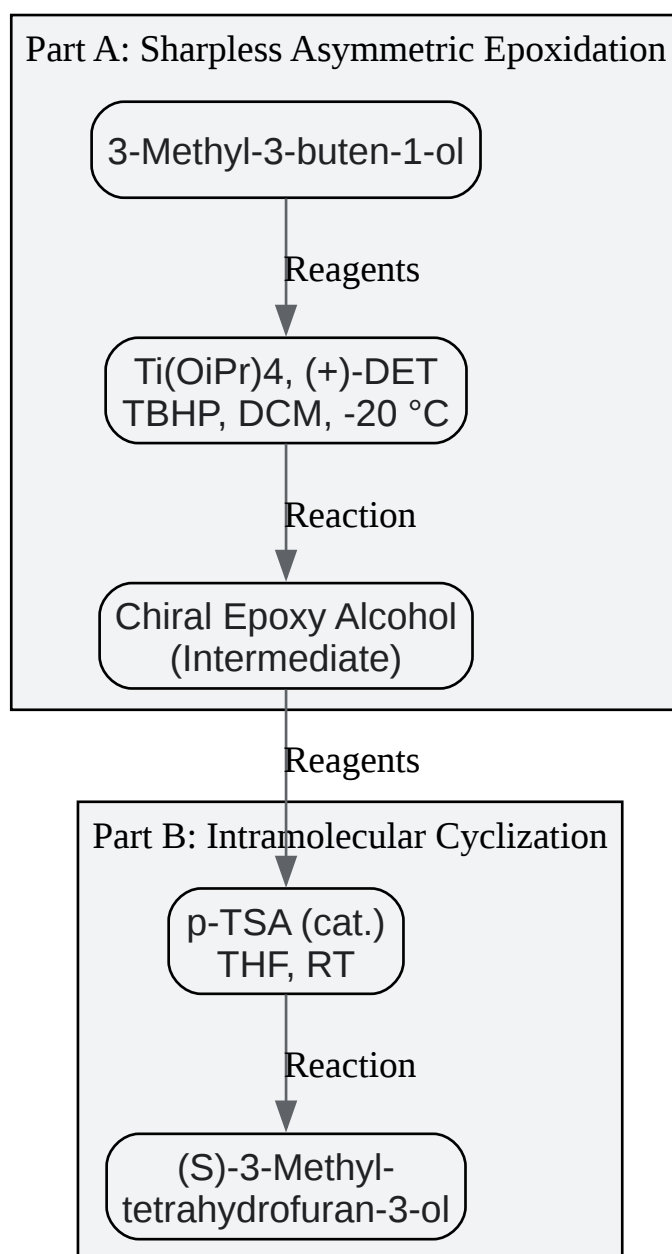 Part A: Sharpless Asymmetric Epoxidation
3-Methyl-3-buten-1-ol
Reagents
Ti(OiPr)4, (+)-DET
TBHP, DCM, -20 °C
Reaction
Chiral Epoxy Alcohol
(Intermediate)
Reagents
Part B: Intramolecular Cyclization
p-TSA (cat.)
THF, RT
Reaction
(S)-3-Methyl-
tetrahydrofuran-3-ol